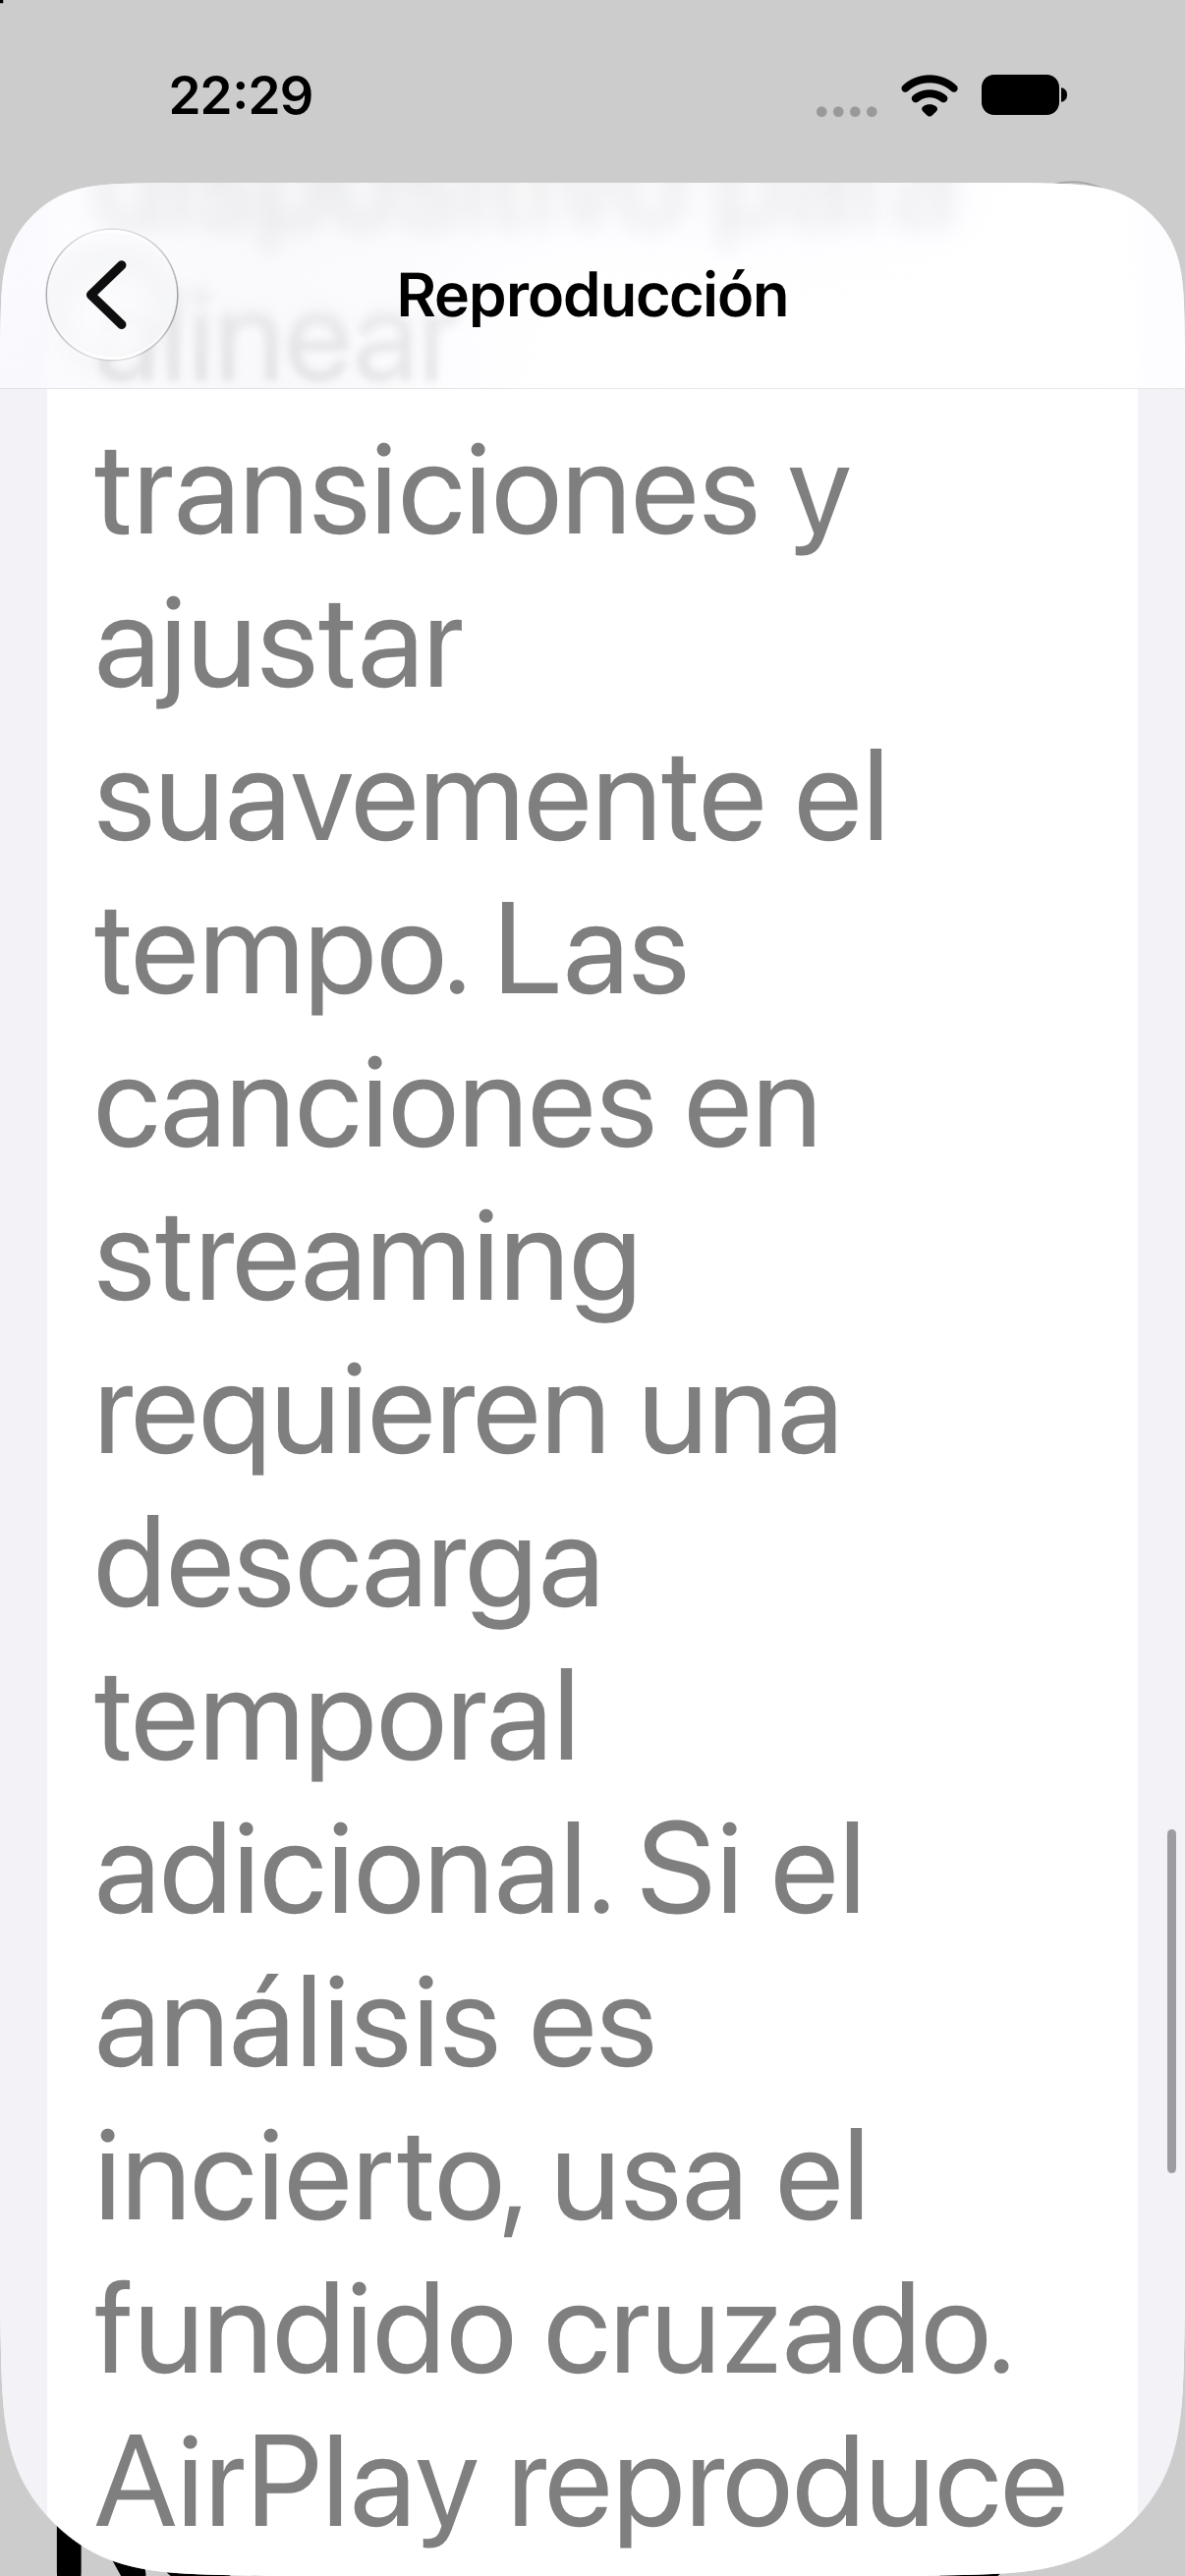 22:29
Reproducción
alinear
transiciones y
ajustar
suavemente el
tempo. Las
canciones en
streaming
requieren una
descarga
temporal
adicional. Si el
análisis es
incierto, usa el
fundido cruzado.
AirPlay reproduce